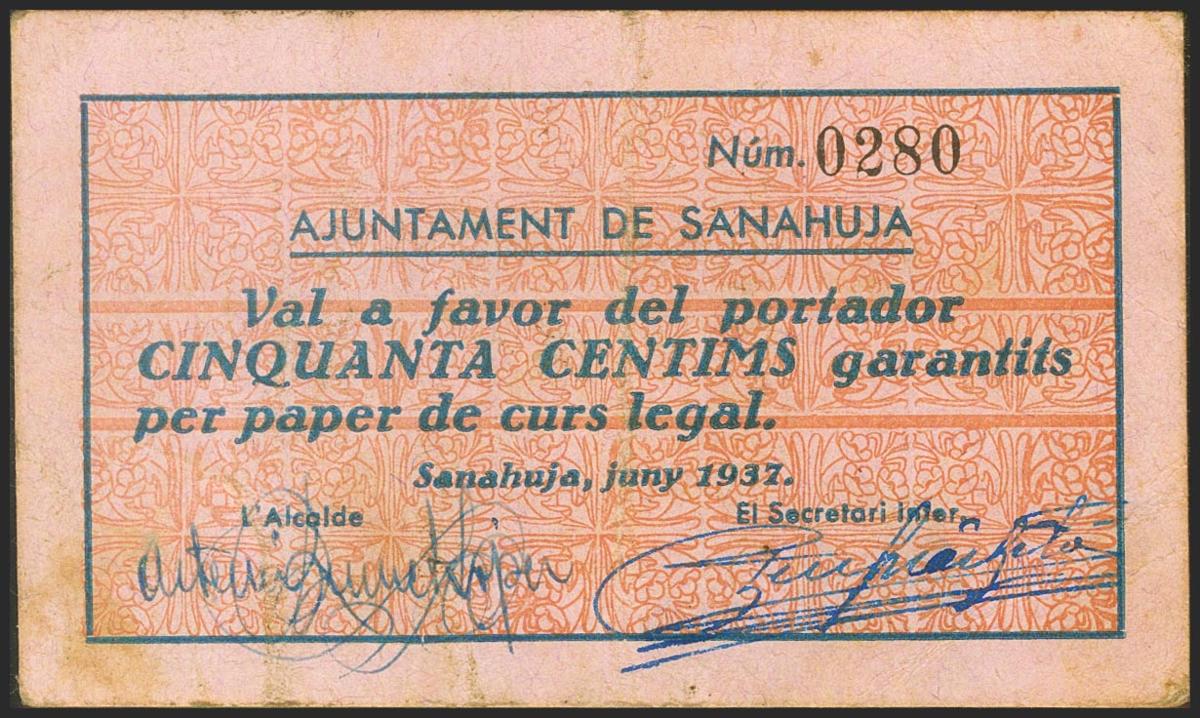 Núm. 0280
AJUNTAMENT DE SANAHUJA
Val a favor del portador
CINQUANTA CENTIMS garantits
per paper de curs legal.
Sanahuja, juny 1937.
L'Alcalde
El Secretari Inter.